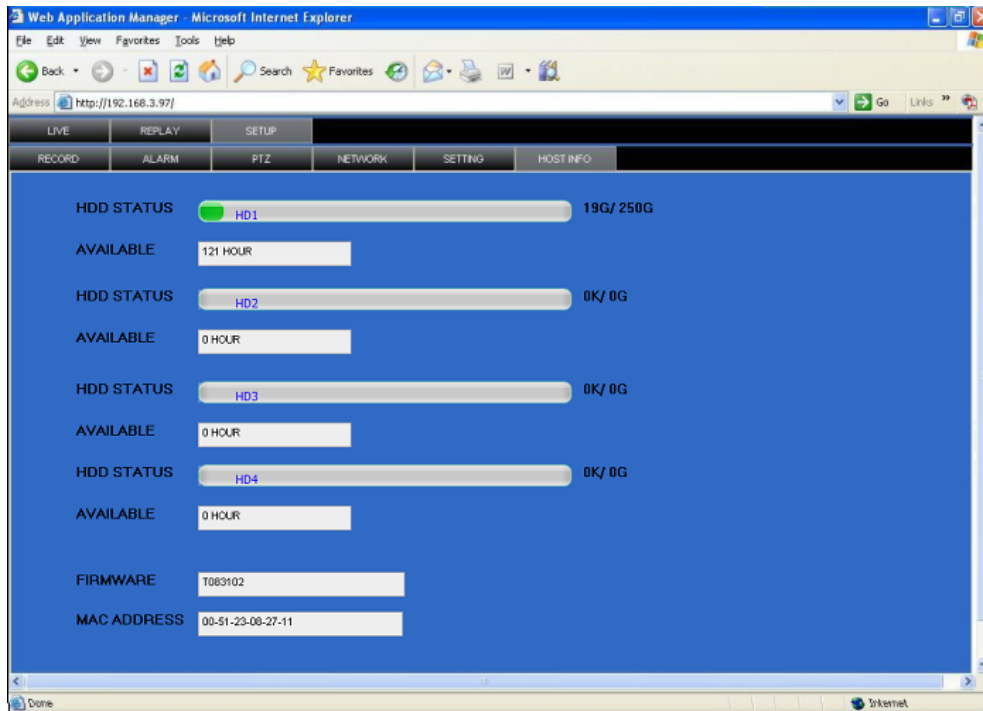 Web Application Manager - Microsoft Internet Explorer
File Edit View Favorites Tools Help
Back Search Favorites
Address http://192.168.3.97/ Go Links »
LIVE REPLAY SETUP
RECORD ALARM PTZ NETWORK SETTING HOST INFO
HDD STATUS HD1 19G/ 250G
AVAILABLE 121 HOUR
HDD STATUS HD2 0K/ 0G
AVAILABLE 0 HOUR
HDD STATUS HD3 0K/ 0G
AVAILABLE 0 HOUR
HDD STATUS HD4 0K/ 0G
AVAILABLE 0 HOUR
FIRMWARE T083102
MAC ADDRESS 00-51-23-08-27-11
Done Internet